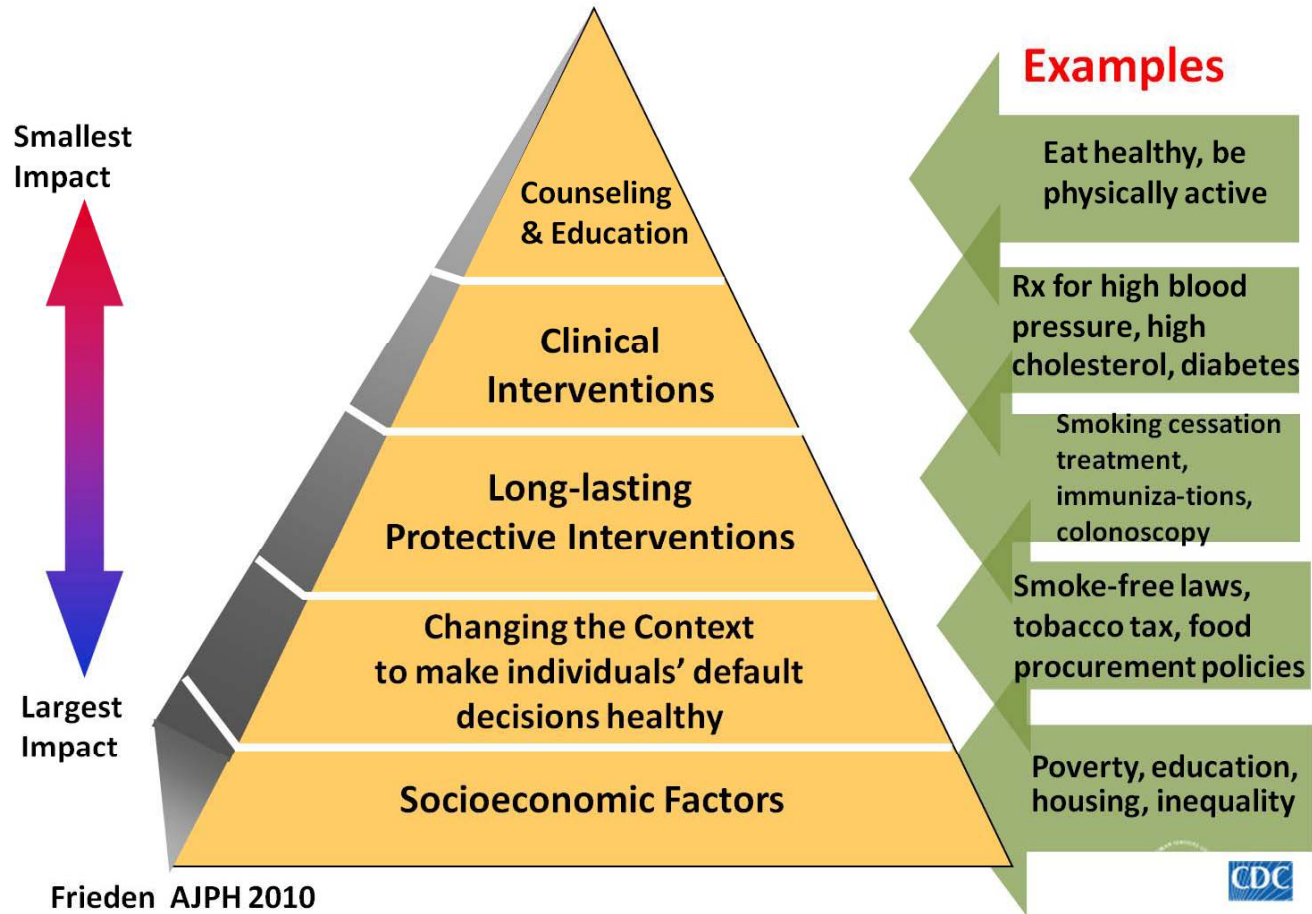 Examples
Smallest
Impact
Counseling
& Education
Eat healthy, be
physically active
Clinical
Interventions
Rx for high blood
pressure, high
cholesterol, diabetes
Long-lasting
Protective Interventions
Smoking cessation
treatment,
immuniza-tions,
colonoscopy
Changing the Context
to make individuals’ default
decisions healthy
Smoke-free laws,
tobacco tax, food
procurement policies
Largest
Impact
Socioeconomic Factors
Poverty, education,
housing, inequality
Frieden AJPH 2010
CDC